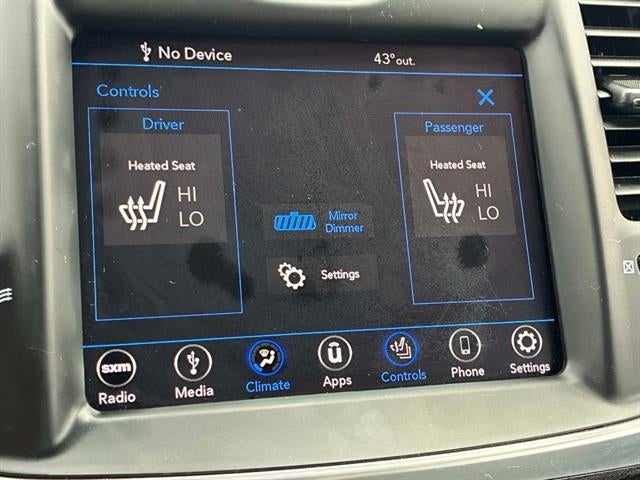 No Device
43° out.
Controls
Driver
Passenger
Heated Seat
HI
LO
Heated Seat
HI
LO
Mirror
Dimmer
Settings
sxm
Radio
Media
Climate
u
Apps
Controls
Phone
Settings